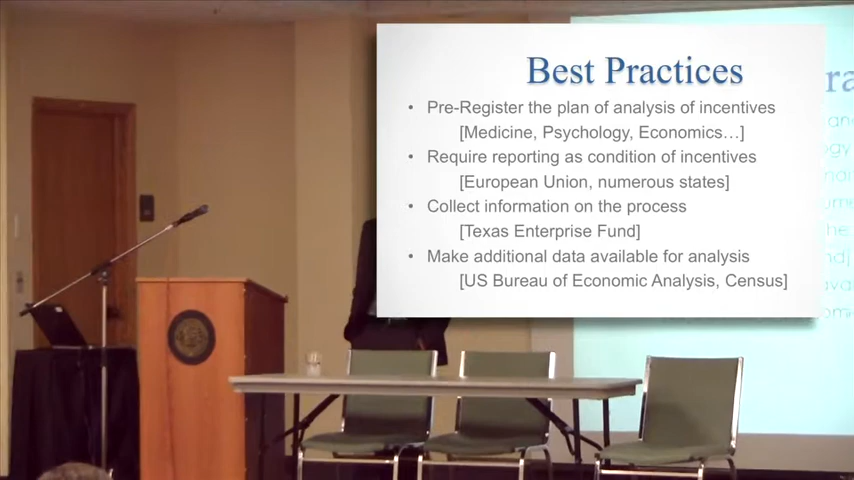 Best Practices
• Pre-Register the plan of analysis of incentives
[Medicine, Psychology, Economics…]
• Require reporting as condition of incentives
[European Union, numerous states]
• Collect information on the process
[Texas Enterprise Fund]
• Make additional data available for analysis
[US Bureau of Economic Analysis, Census]